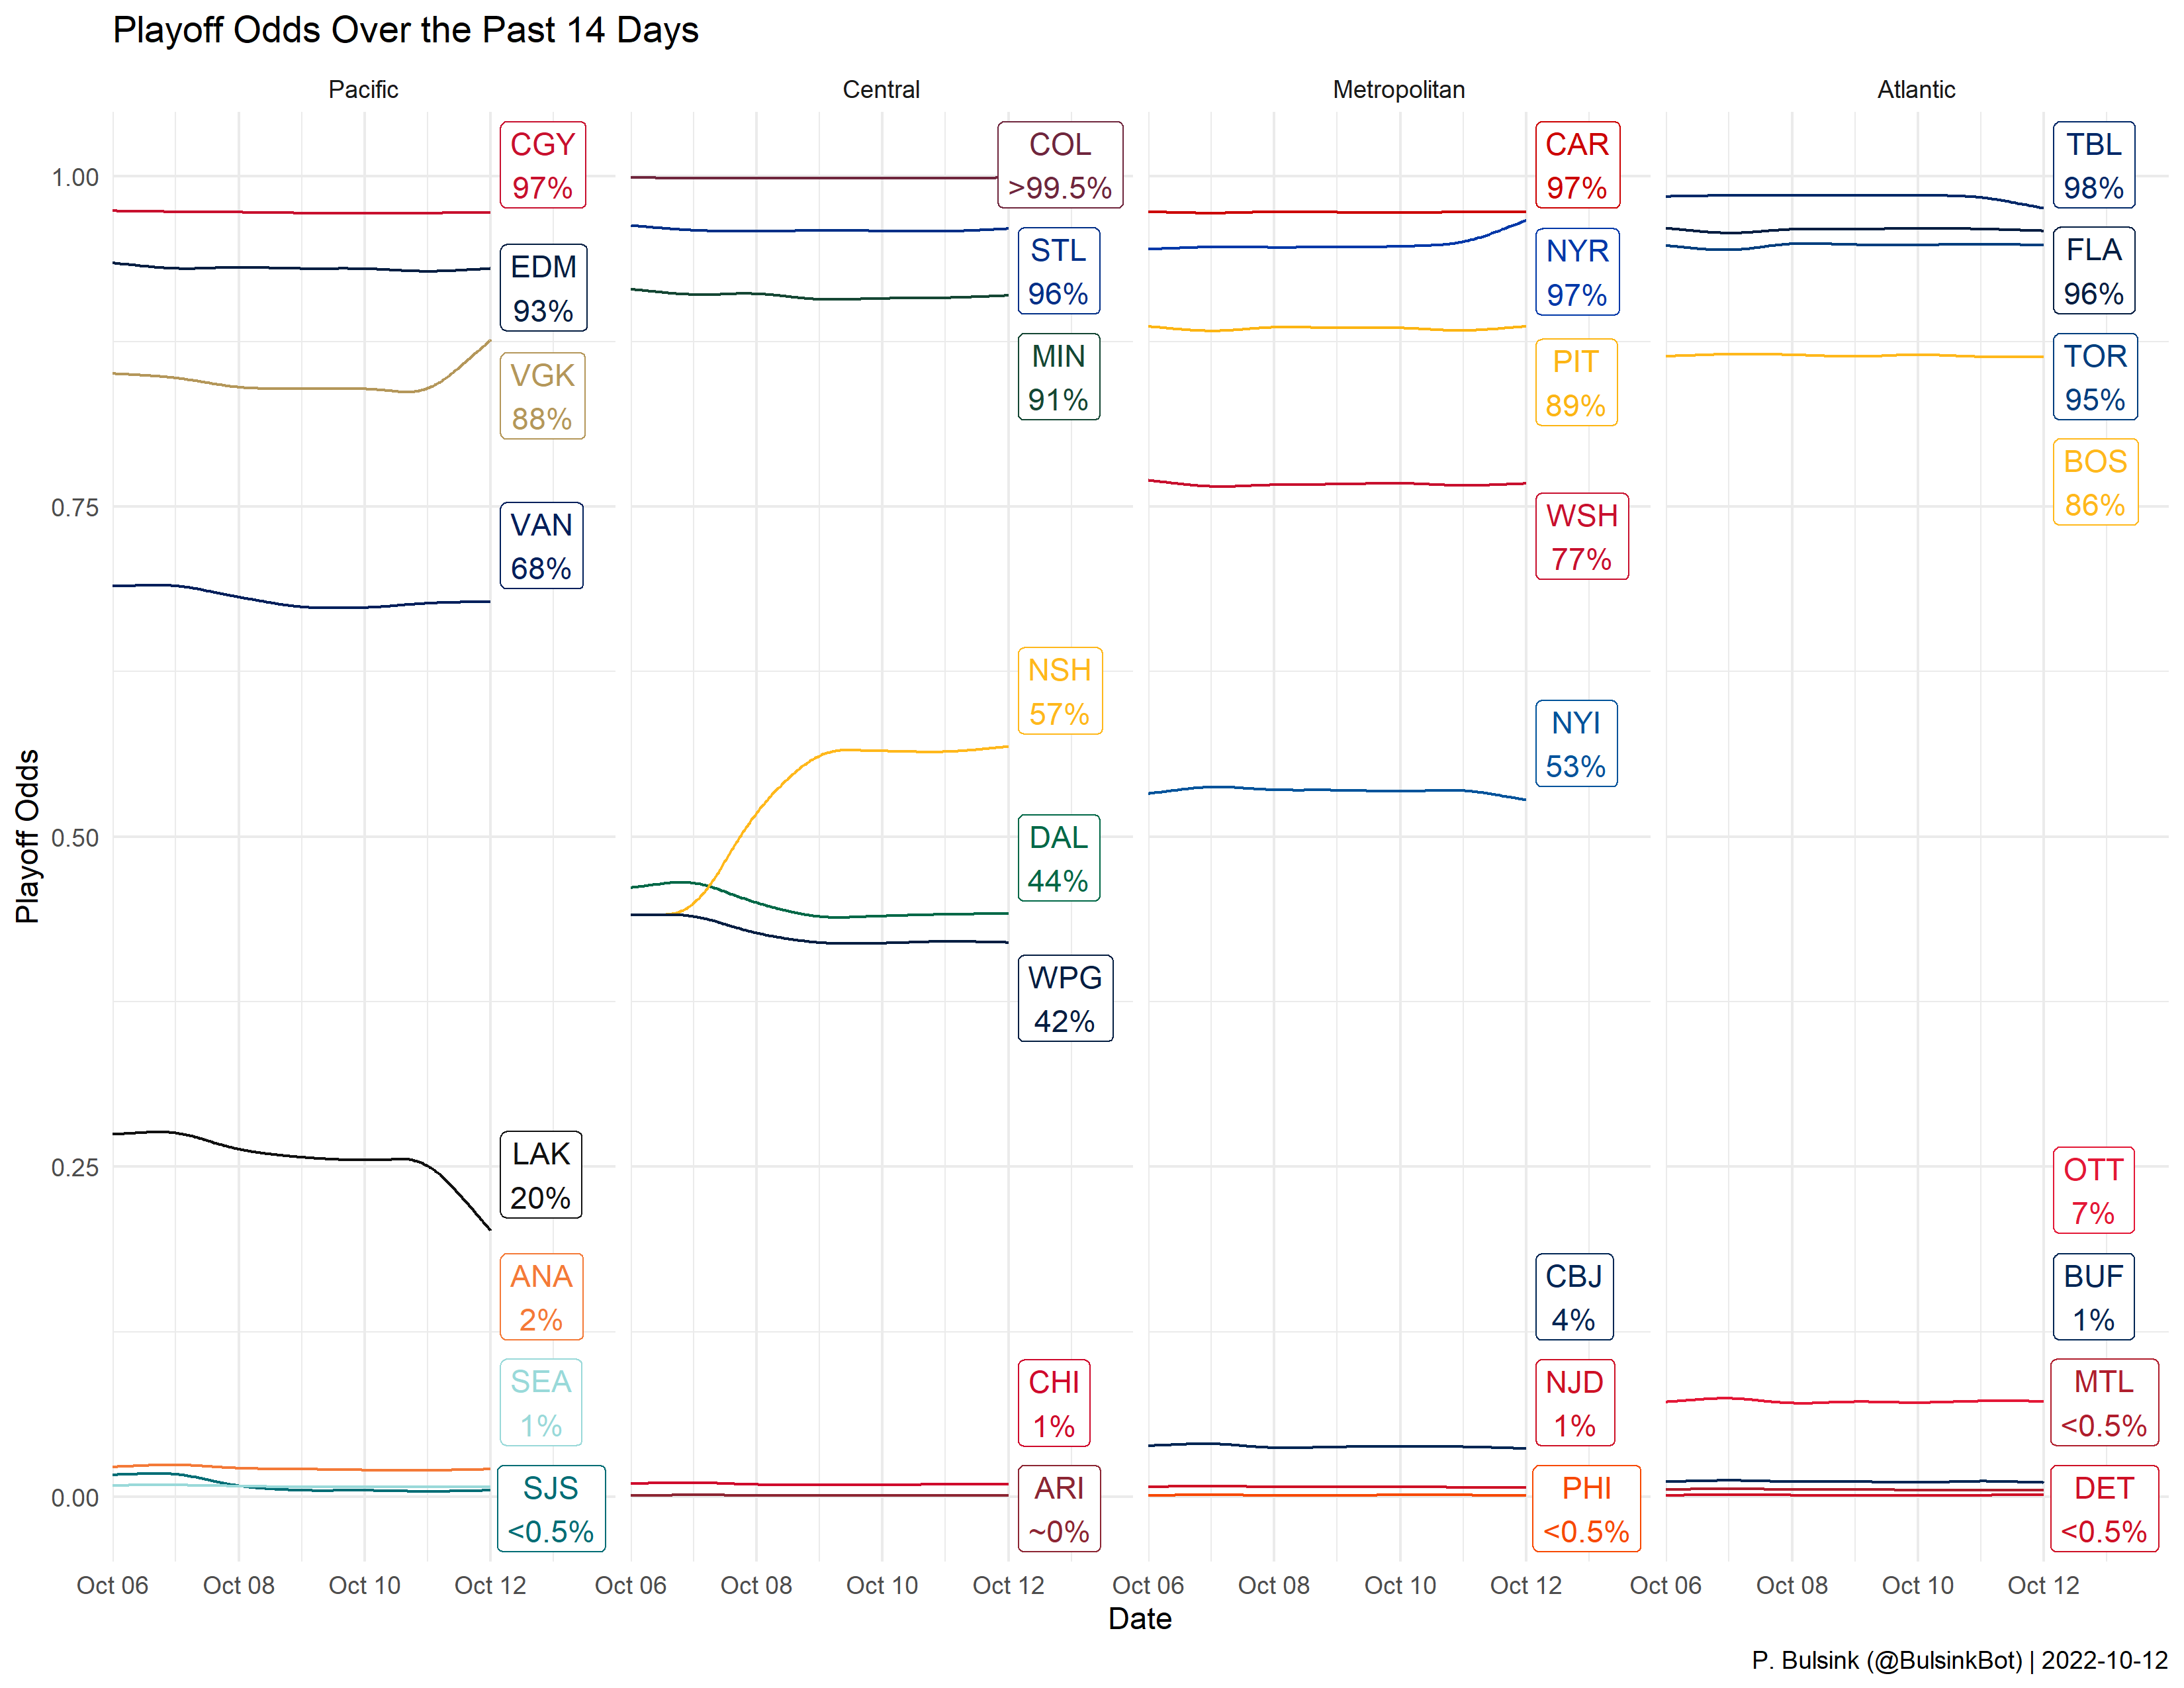 Playoff Odds Over the Past 14 Days
Pacific
Central
Metropolitan
Atlantic
Playoff Odds
1.00
0.75
0.50
0.25
0.00
CGY
97%
EDM
93%
VGK
88%
VAN
68%
LAK
20%
ANA
2%
SEA
1%
SJS
<0.5%
COL
>99.5%
STL
96%
MIN
91%
NSH
57%
DAL
44%
WPG
42%
CHI
1%
ARI
~0%
CAR
97%
NYR
97%
PIT
89%
WSH
77%
NYI
53%
CBJ
4%
NJD
1%
PHI
<0.5%
TBL
98%
FLA
96%
TOR
95%
BOS
86%
OTT
7%
BUF
1%
MTL
<0.5%
DET
<0.5%
Oct 06 Oct 08 Oct 10 Oct 12 Oct 06 Oct 08 Oct 10 Oct 12 Oct 06 Oct 08 Oct 10 Oct 12 Oct 06 Oct 08 Oct 10 Oct 12
Date
P. Bulsink (@BulsinkBot) | 2022-10-12